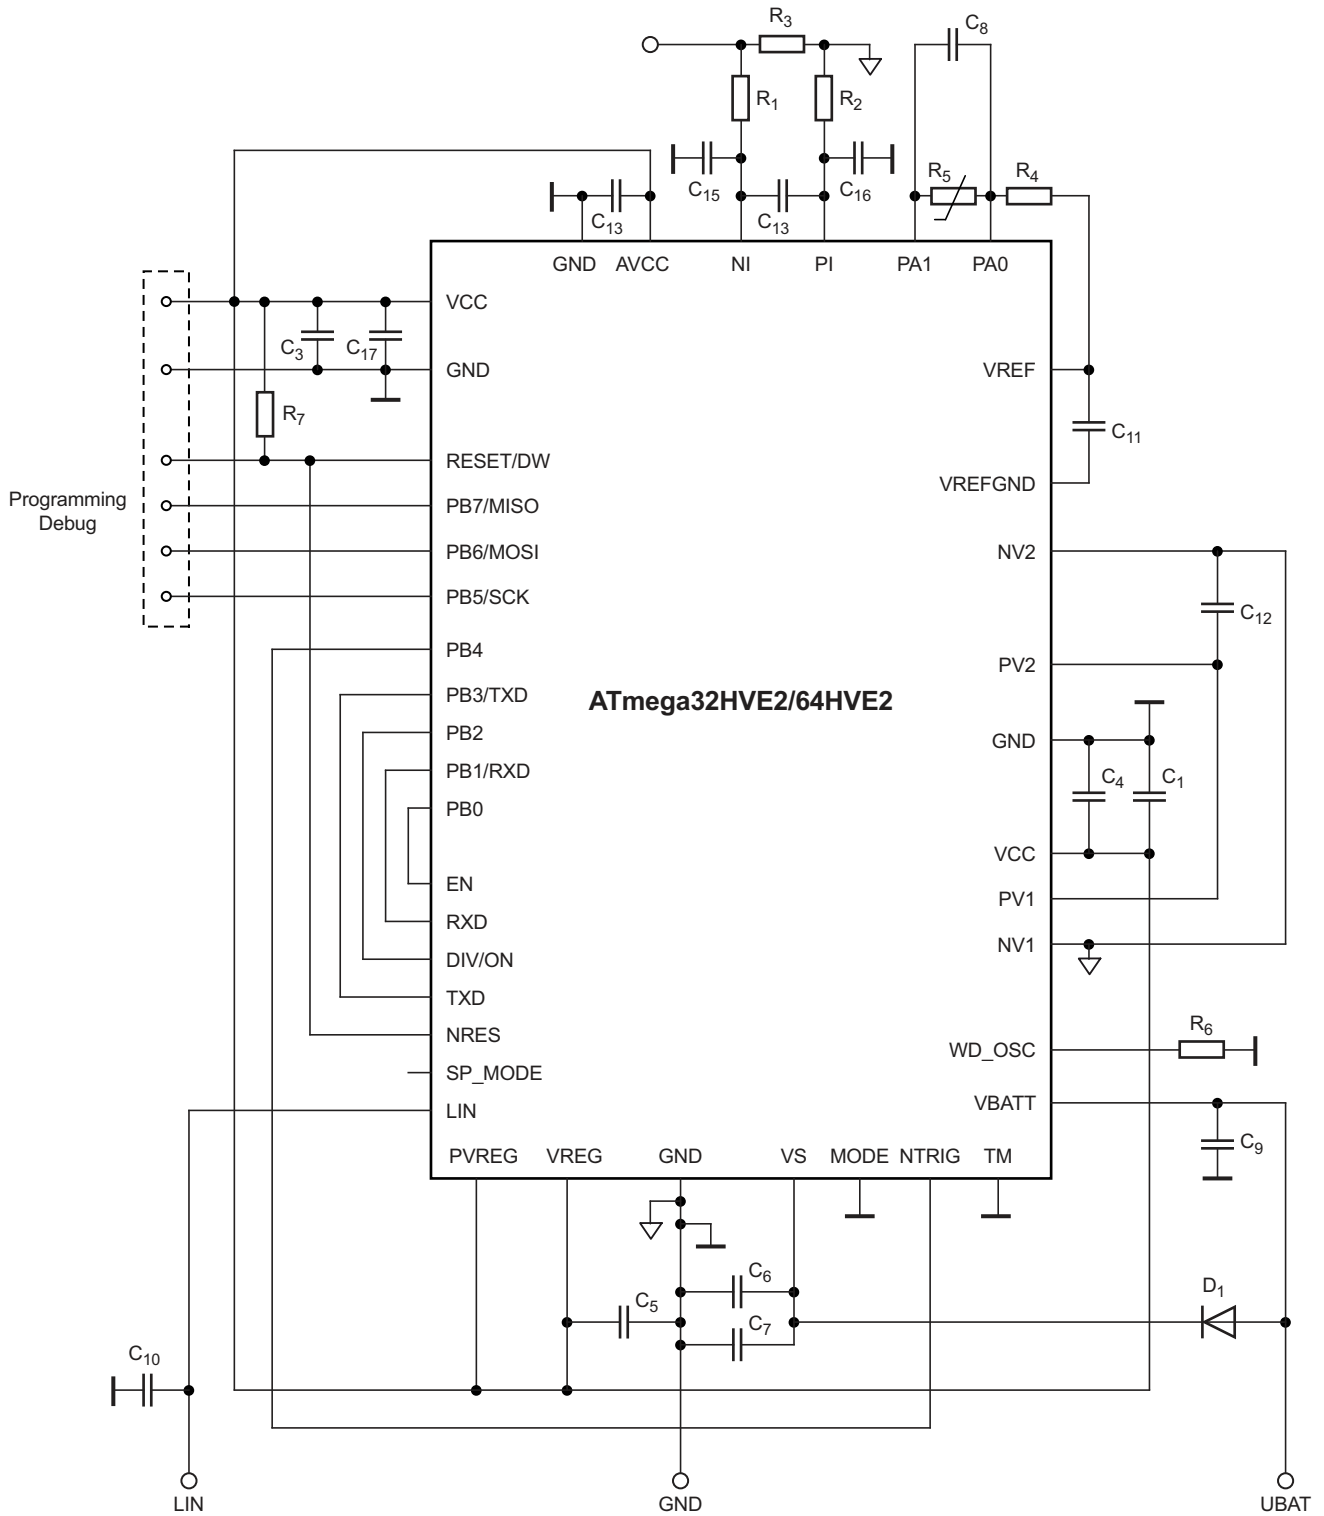 R3
C8
R1
R2
C15
C13
C16
C13
R5
R4
GND
AVCC
NI
PI
PA1
PA0
VCC
C3
C17
GND
VREF
R7
C11
RESET/DW
VREFGND
Programming
Debug
PB7/MISO
PB6/MOSI
NV2
PB5/SCK
C12
PB4
PV2
PB3/TXD
ATmega32HVE2/64HVE2
PB2
GND
PB1/RXD
C4
C1
PB0
VCC
EN
PV1
RXD
NV1
DIV/ON
TXD
NRES
R6
WD_OSC
SP_MODE
LIN
VBATT
C9
PVREG
VREG
GND
VS
MODE
NTRIG
TM
C6
C5
C7
D1
C10
LIN
GND
UBAT